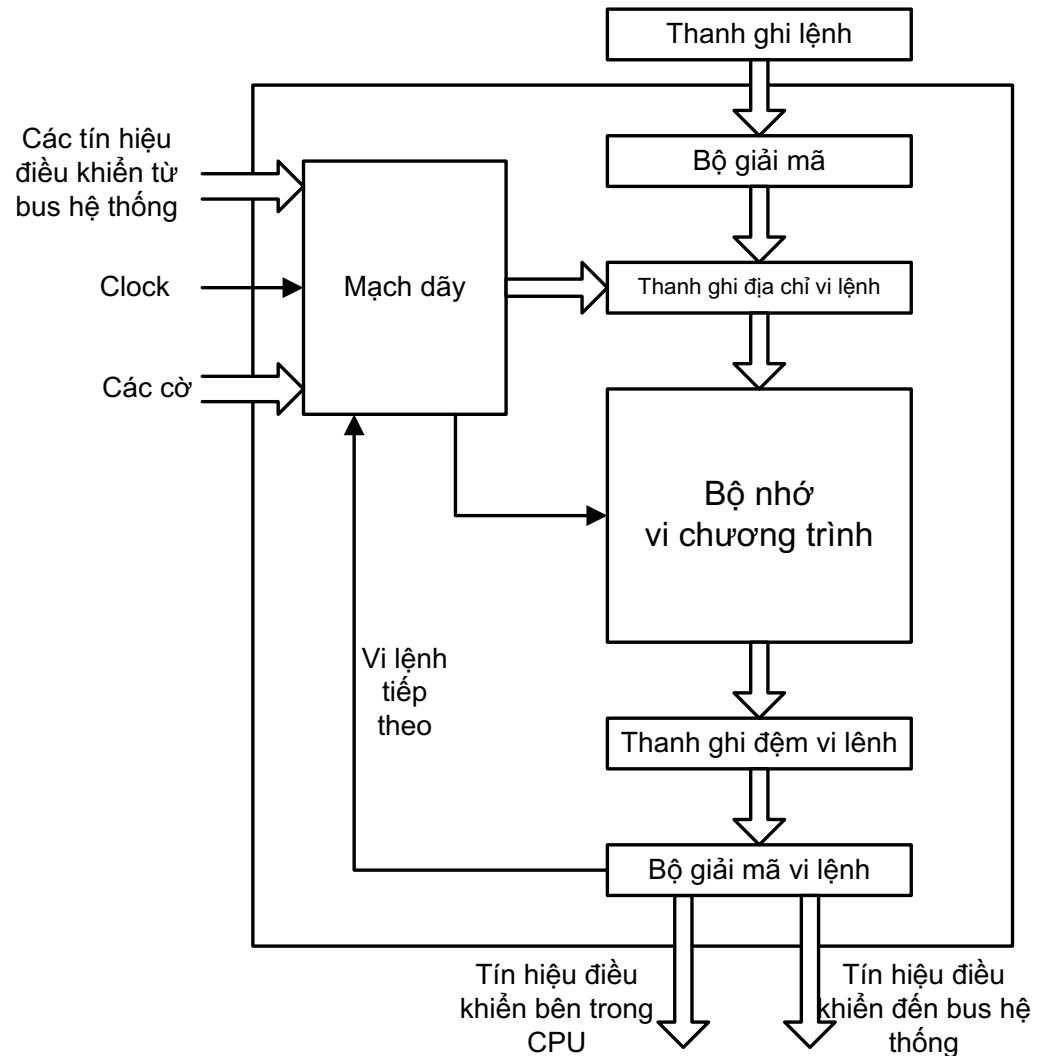 Thanh ghi lệnh
Các tín hiệu
điều khiển từ
bus hệ thống
Bộ giải mã
Clock
Mạch dãy
Thanh ghi địa chỉ vi lệnh
Các cờ
Bộ nhớ
vi chương trình
Vi lệnh
tiếp
theo
Thanh ghi đệm vi lênh
Bộ giải mã vi lệnh
Tín hiệu điều
khiển bên trong
CPU
Tín hiệu điều
khiển đến bus hệ
thống